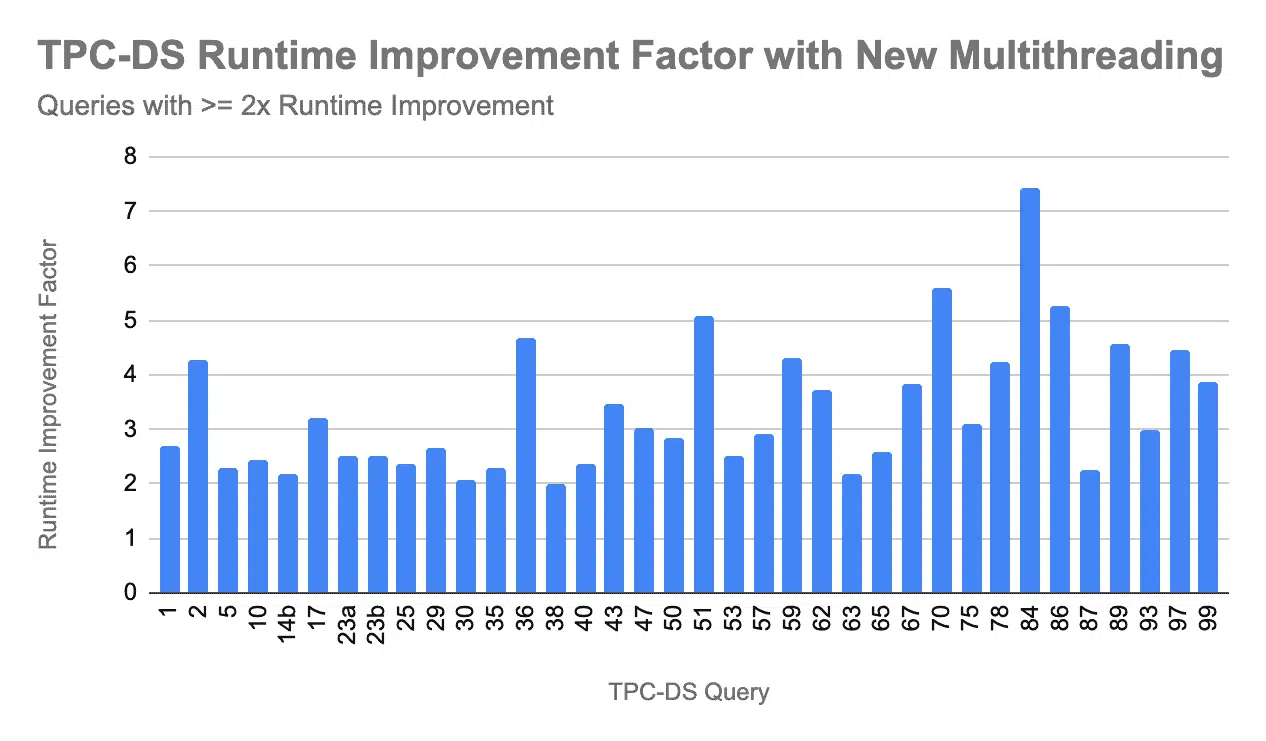 TPC-DS Runtime Improvement Factor with New Multithreading
Queries with >= 2x Runtime Improvement
8
7
6
5
4
3
2
1
0
Runtime Improvement Factor
1 2 5 10 14b 17 23a 23b 25 29 30 35 36 38 40 43 47 50 51 53 57 59 62 63 65 67 70 75 78 84 86 87 89 93 97 99
TPC-DS Query